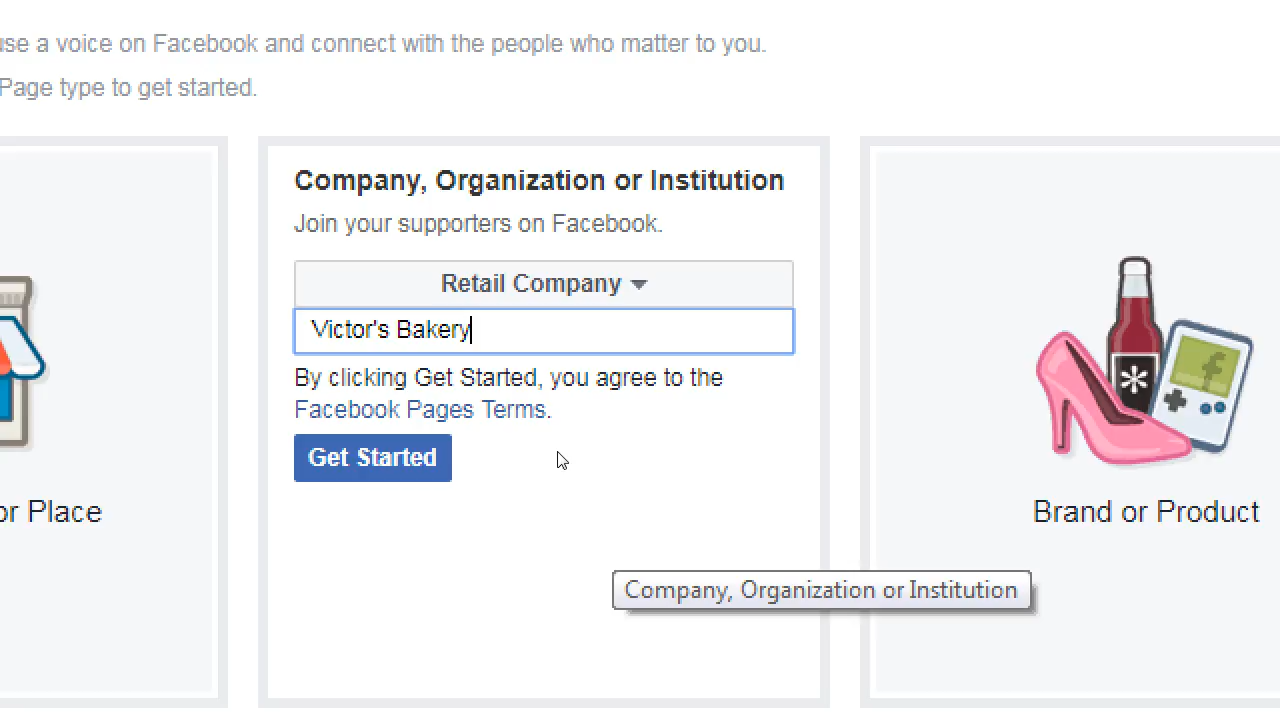 use a voice on Facebook and connect with the people who matter to you.
Page type to get started.
Company, Organization or Institution
Join your supporters on Facebook.
Retail Company
Victor's Bakery
By clicking Get Started, you agree to the
Facebook Pages Terms.
Get Started
or Place
Brand or Product
Company, Organization or Institution